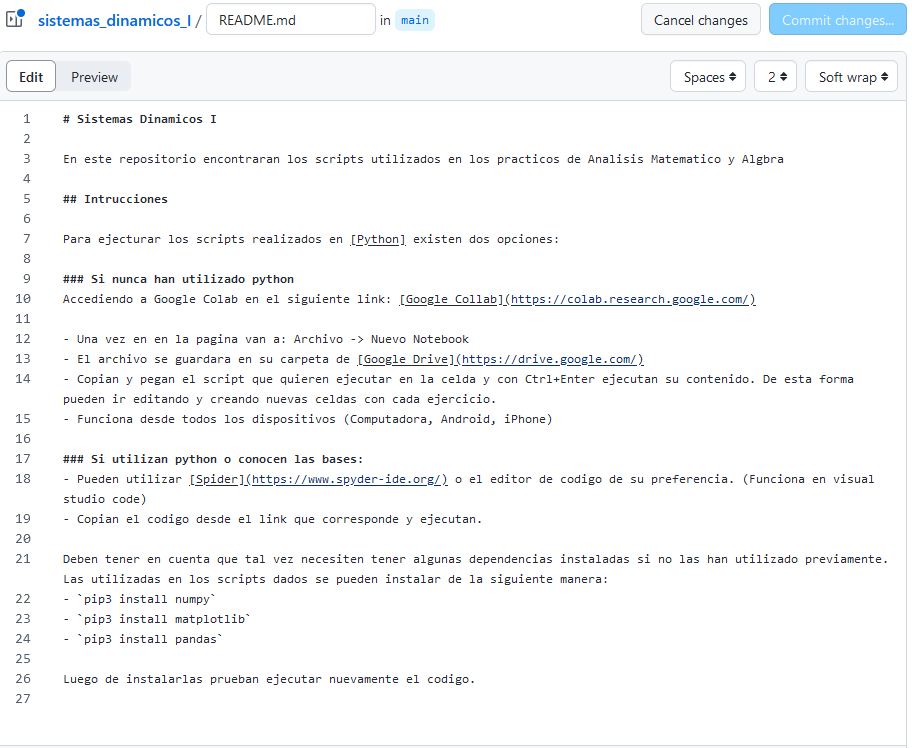 sistemas_dinamicos_I / README.md in main Cancel changes Commit changes...
Edit Preview Spaces 2 Soft wrap
1 # Sistemas Dinamicos I
2
3 En este repositorio encontraran los scripts utilizados en los practicos de Analisis Matematico y Algbra
4
5 ## Intrucciones
6
7 Para ejecturar los scripts realizados en [Python] existen dos opciones:
8
9 ### Si nunca han utilizado python
10 Accediendo a Google Colab en el siguiente link: [Google Collab](https://colab.research.google.com/)
11
12 - Una vez en en la pagina van a: Archivo -> Nuevo Notebook
13 - El archivo se guardara en su carpeta de [Google Drive](https://drive.google.com/)
14 - Copian y pegan el script que quieren ejecutar en la celda y con Ctrl+Enter ejecutan su contenido. De esta forma
pueden ir editando y creando nuevas celdas con cada ejercicio.
15 - Funciona desde todos los dispositivos (Computadora, Android, iPhone)
16
17 ### Si utilizan python o conocen las bases:
18 - Pueden utilizar [Spider](https://www.spyder-ide.org/) o el editor de codigo de su preferencia. (Funciona en visual
studio code)
19 - Copian el codigo desde el link que corresponde y ejecutan.
20
21 Deben tener en cuenta que tal vez necesiten tener algunas dependencias instaladas si no las han utilizado previamente.
Las utilizadas en los scripts dados se pueden instalar de la siguiente manera:
22 - `pip3 install numpy`
23 - `pip3 install matplotlib`
24 - `pip3 install pandas`
25
26 Luego de instalarlas prueban ejecutar nuevamente el codigo.
27